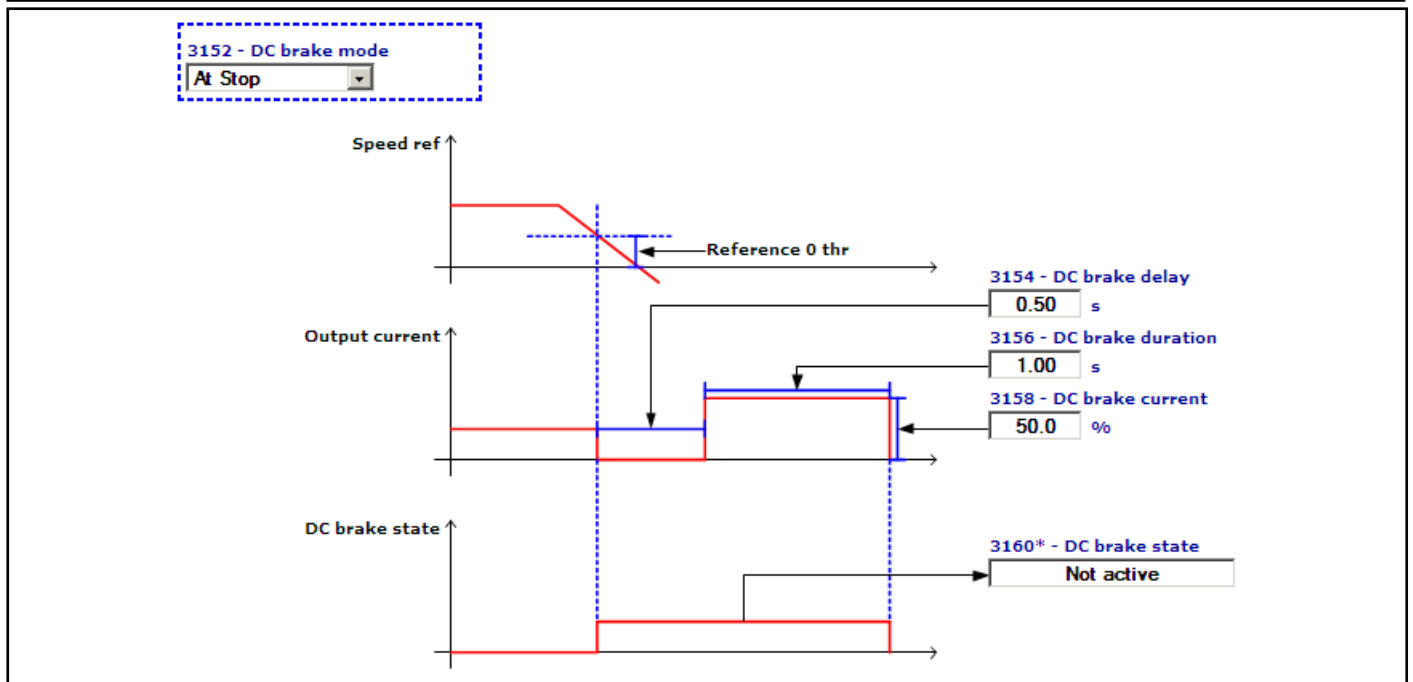 3152 - DC brake mode
At Stop
Speed ref
Reference 0 thr
3154 - DC brake delay
0.50 s
Output current
3156 - DC brake duration
1.00 s
3158 - DC brake current
50.0 %
DC brake state
3160* - DC brake state
Not active